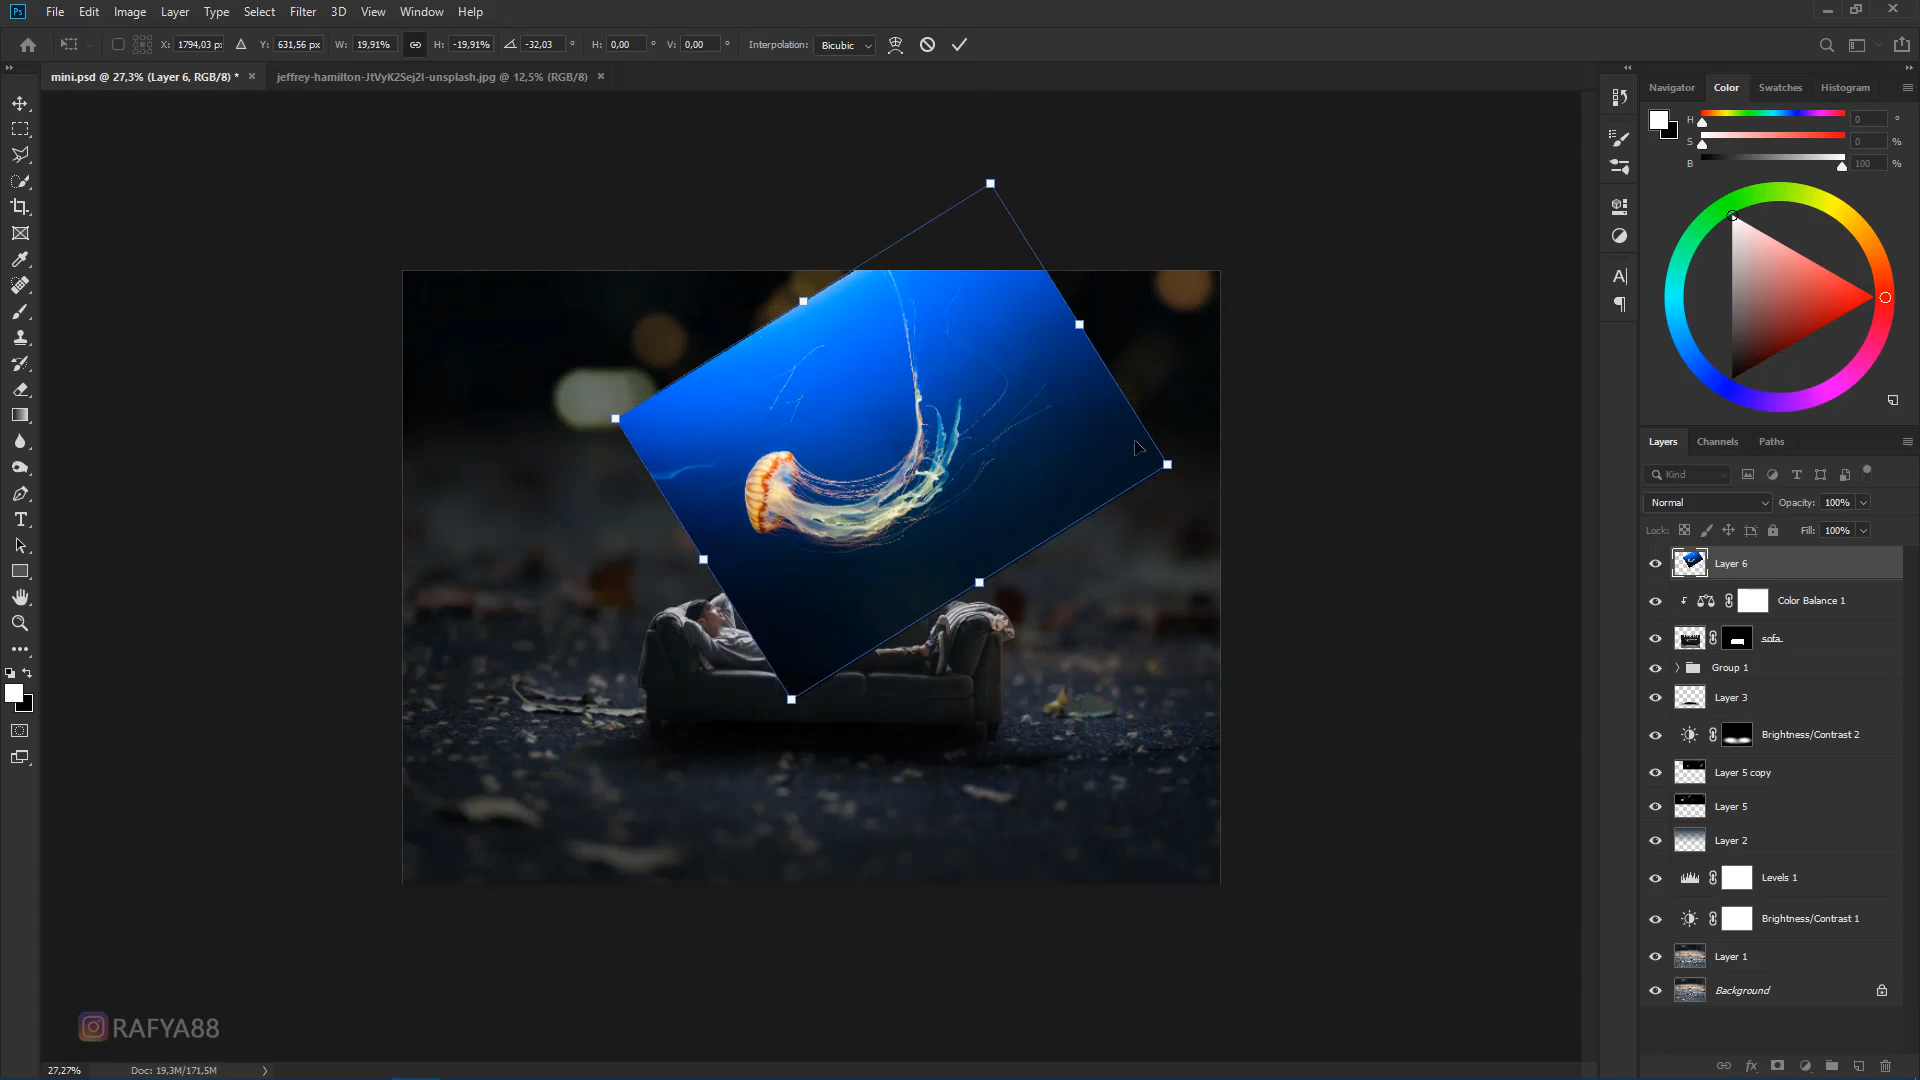 Ps File Edit Image Layer Type Select Filter 3D View Window Help
X: 1794,03 px Y: 631,56 px W: 19,91% H: -19,91% -32,03 ° H: 0,00 ° V: 0,00 ° Interpolation: Bicubic
mini.psd @ 27,3% (Layer 6, RGB/8) * × jeffrey-hamilton-JtVyK2Sej2I-unsplash.jpg @ 12,5% (RGB/8) ×
Navigator Color Swatches Histogram
H 0 °
S 0 %
B 100 %
Layers Channels Paths
Kind
Normal Opacity: 100%
Lock: Fill: 100%
Layer 6
Color Balance 1
sofa
Group 1
Layer 3
Brightness/Contrast 2
Layer 5 copy
Layer 5
Layer 2
Levels 1
Brightness/Contrast 1
Layer 1
Background
RAFYA88
27,27% Doc: 19,3M/171,5M